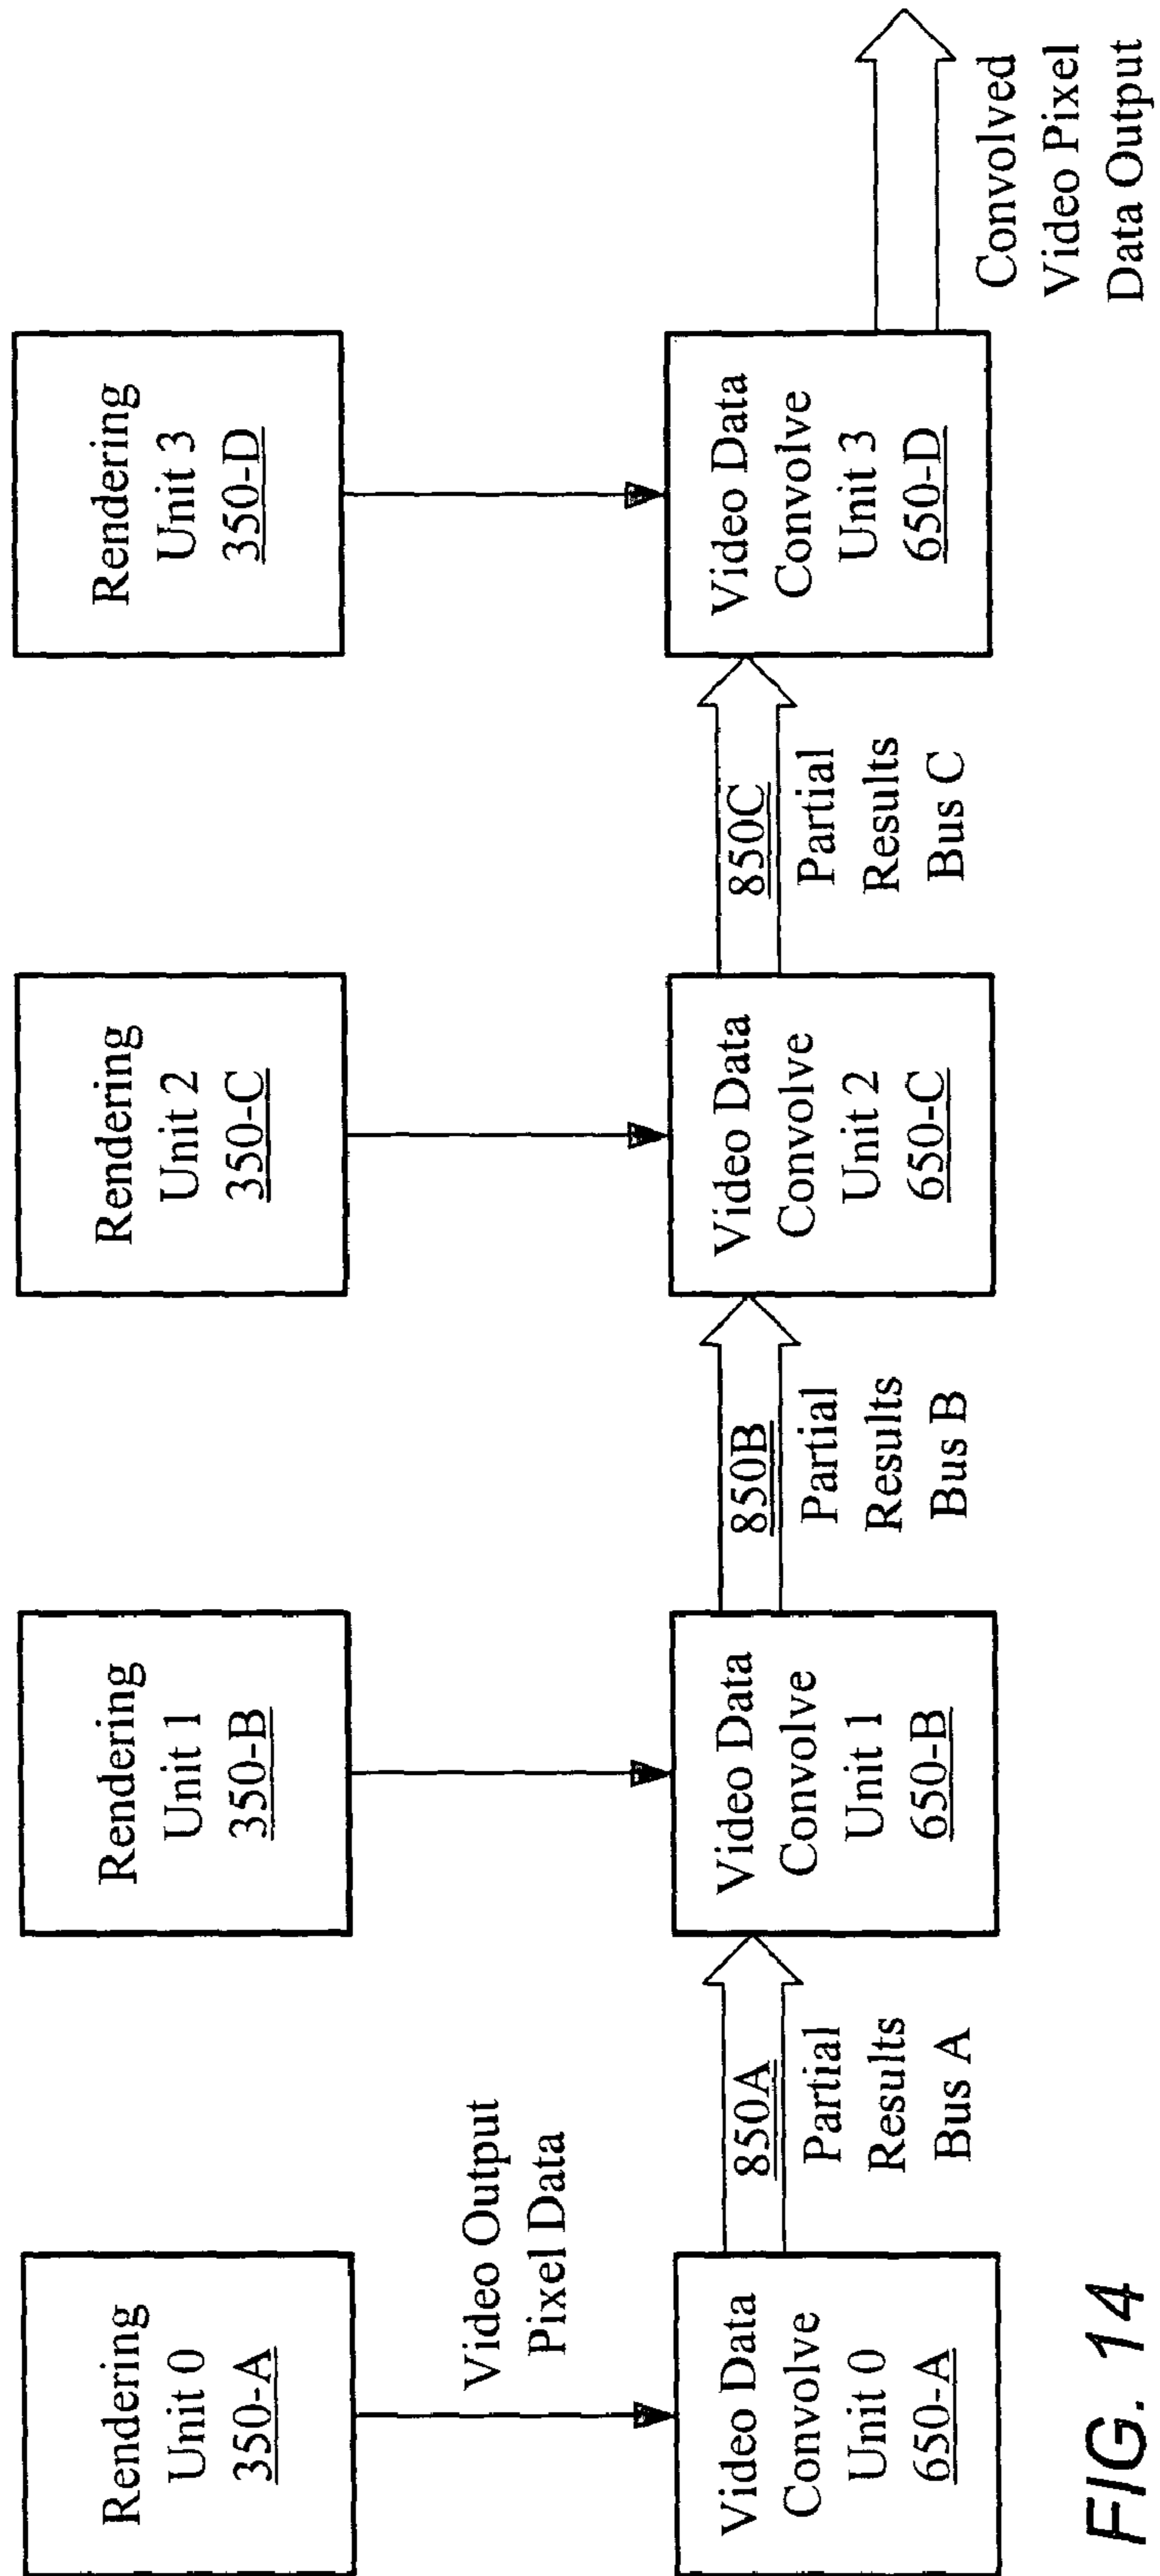 Rendering
Unit 0
350-A
Rendering
Unit 1
350-B
Rendering
Unit 2
350-C
Rendering
Unit 3
350-D
Video Output
Pixel Data
Video Data
Convolve
Unit 0
650-A
850A
Partial
Results
Bus A
Video Data
Convolve
Unit 1
650-B
850B
Partial
Results
Bus B
Video Data
Convolve
Unit 2
650-C
850C
Partial
Results
Bus C
Video Data
Convolve
Unit 3
650-D
Convolved
Video Pixel
Data Output
FIG. 14